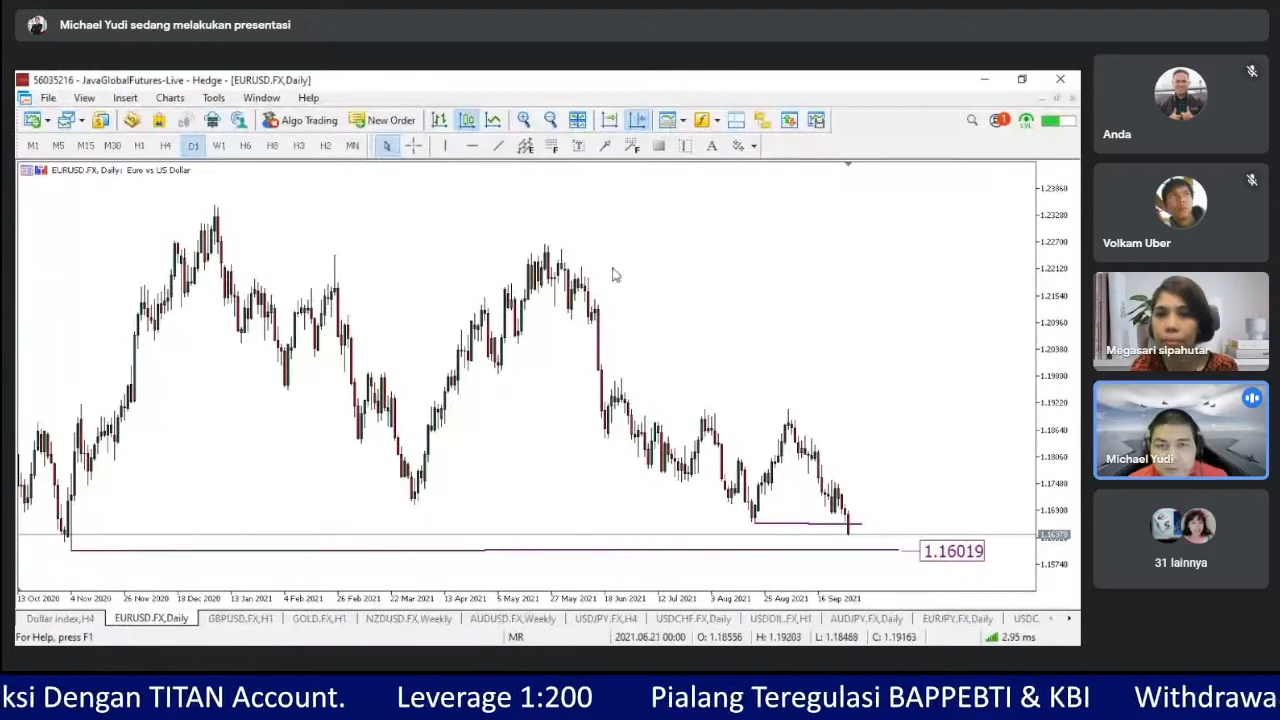 Michael Yudi sedang melakukan presentasi
56035216 - JavaGlobalFutures-Live - Hedge - [EURUSD.FX,Daily]
File View Insert Charts Tools Window Help
Algo Trading New Order
1
LVL
M1 M5 M15 M30 H1 H4 D1 W1 H6 H8 H3 H2 MN
EURUSD.FX, Daily: Euro vs US Dollar
1.23860
1.23280
1.22700
1.22120
1.21540
1.20960
1.20380
1.19800
1.19220
1.18640
1.18060
1.17480
1.16900
1.16370
1.16019
1.15740
13 Oct 2020 4 Nov 2020 26 Nov 2020 18 Dec 2020 13 Jan 2021 4 Feb 2021 26 Feb 2021 22 Mar 2021 13 Apr 2021 5 May 2021 27 May 2021 18 Jun 2021 12 Jul 2021 3 Aug 2021 25 Aug 2021 16 Sep 2021
Dollar index,H4 EURUSD.FX,Daily GBPUSD.FX,H1 GOLD.FX,H1 NZDUSD.FX,Weekly AUDUSD.FX,Weekly USDJPY.FX,H4 USDCHF.FX,Daily USDOIL.FX,H1 AUDJPY.FX,Daily EURJPY.FX,Daily USDC
For Help, press F1 MR 2021.06.21 00:00 O: 1.18556 H: 1.19203 L: 1.18468 C: 1.19163 2.95 ms
Anda
Volkam Uber
Megasari sipahutar
Michael Yudi
31 lainnya
ksi Dengan TITAN Account. Leverage 1:200 Pialang Teregulasi BAPPEBTI & KBI Withdrawa